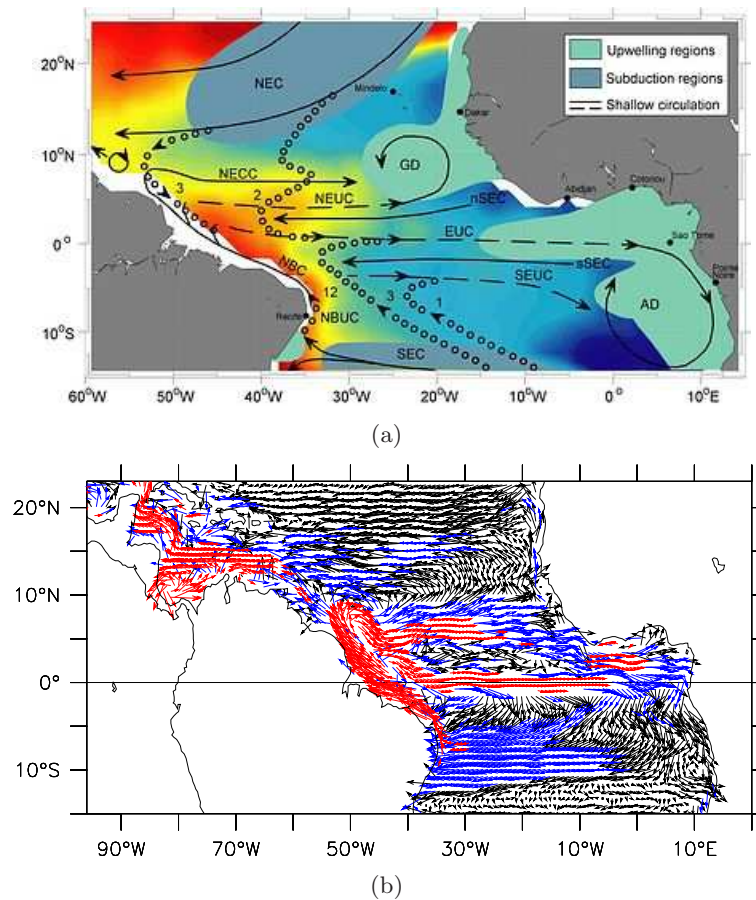 20°N
10°N
0°
10°S
60°W
50°W
40°W
30°W
20°W
10°W
0°
10°E
Upwelling regions
Subduction regions
Shallow circulation
NEC
Mindelo
Dakar
GD
NECC
3
2
NEUC
nSEC
Abidjan
Cotonou
EUC
Sao Tome
NBC
sSEC
SEUC
Pointe
Noire
12
3
1
AD
Recife
NBUC
SEC
(a)
20°N
10°N
0°
10°S
90°W
70°W
50°W
30°W
10°W
10°E
(b)